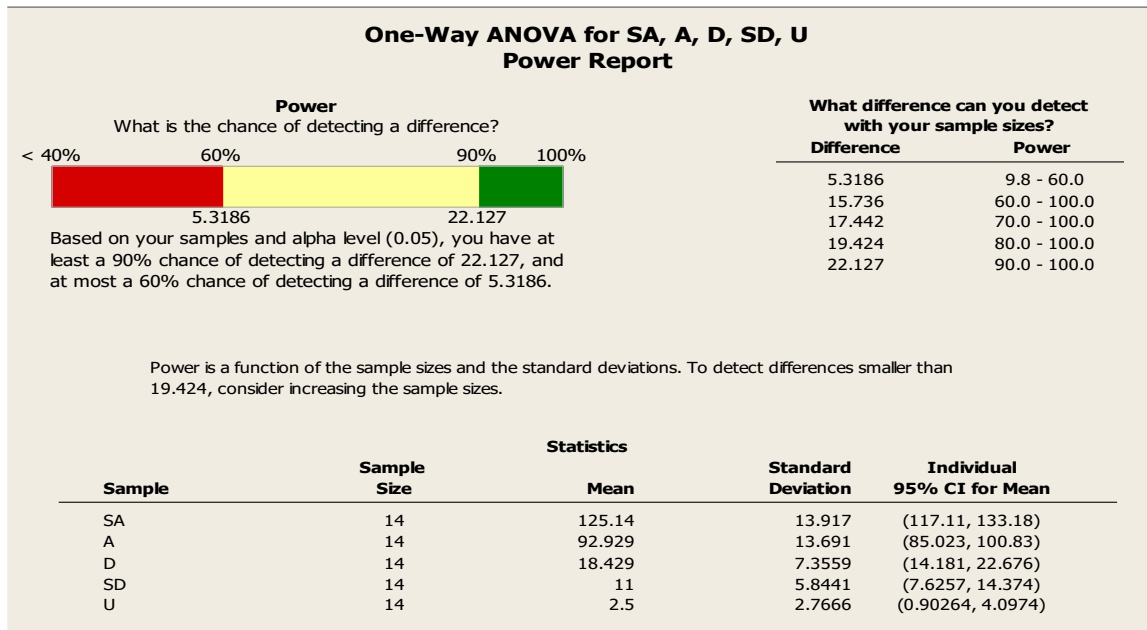 One-Way ANOVA for SA, A, D, SD, U
Power Report
Power
What is the chance of detecting a difference?
< 40% 60% 90% 100%
5.3186 22.127
Based on your samples and alpha level (0.05), you have at
least a 90% chance of detecting a difference of 22.127, and
at most a 60% chance of detecting a difference of 5.3186.
What difference can you detect
with your sample sizes?
Difference Power
5.3186 9.8 - 60.0
15.736 60.0 - 100.0
17.442 70.0 - 100.0
19.424 80.0 - 100.0
22.127 90.0 - 100.0
Power is a function of the sample sizes and the standard deviations. To detect differences smaller than
19.424, consider increasing the sample sizes.
Statistics
Sample Standard Individual
Sample Size Mean Deviation 95% CI for Mean
SA 14 125.14 13.917 (117.11, 133.18)
A 14 92.929 13.691 (85.023, 100.83)
D 14 18.429 7.3559 (14.181, 22.676)
SD 14 11 5.8441 (7.6257, 14.374)
U 14 2.5 2.7666 (0.90264, 4.0974)